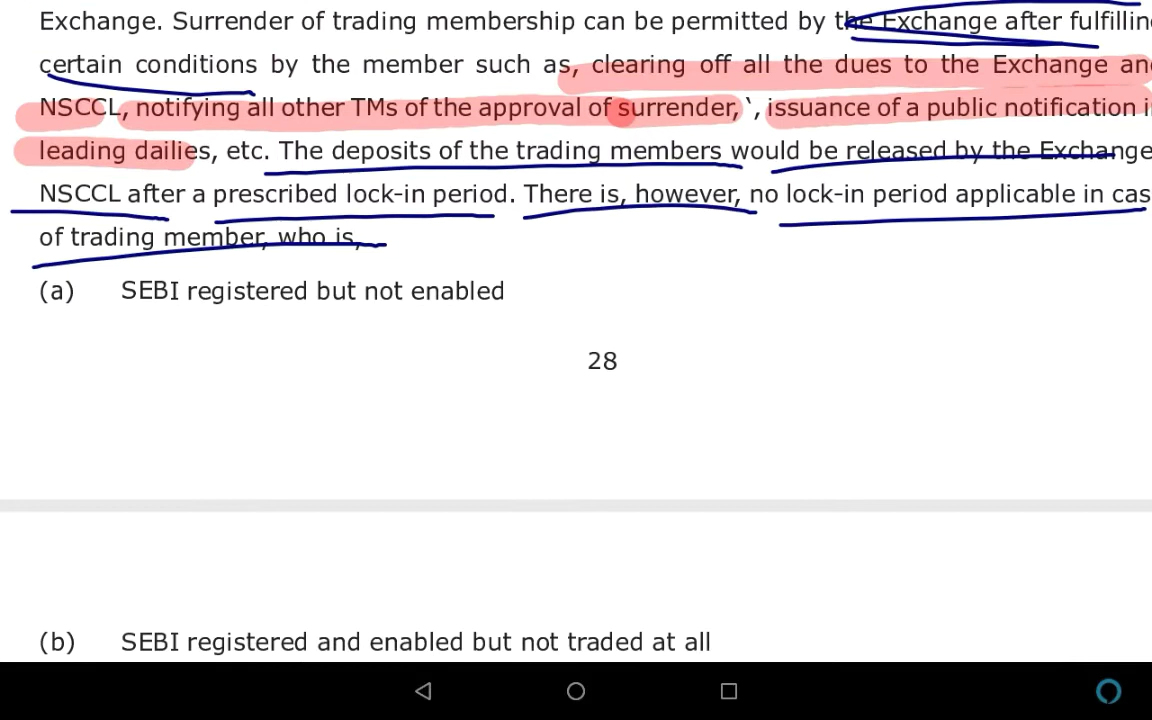 Exchange. Surrender of trading membership can be permitted by the Exchange after fulfillin
certain conditions by the member such as, clearing off all the dues to the Exchange an
NSCCL, notifying all other TMs of the approval of surrender,`, issuance of a public notification i
leading dailies, etc. The deposits of the trading members would be released by the Exchange
NSCCL after a prescribed lock-in period. There is, however, no lock-in period applicable in cas
of trading member, who is,
(a) SEBI registered but not enabled
28
(b) SEBI registered and enabled but not traded at all